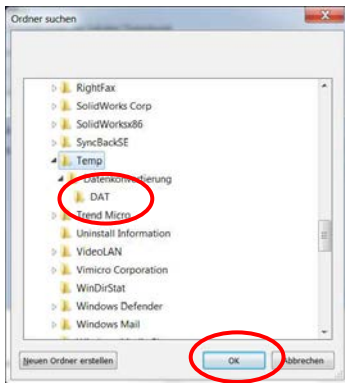 Ordner suchen
RightFax
SolidWorks Corp
SolidWorksx86
SyncBackSE
Temp
Datenkonvertierung
DAT
Trend Micro
Uninstall Information
VideoLAN
Vimicro Corporation
WinDirStat
Windows Defender
Windows Mail
Neuen Ordner erstellen
OK
Abbrechen